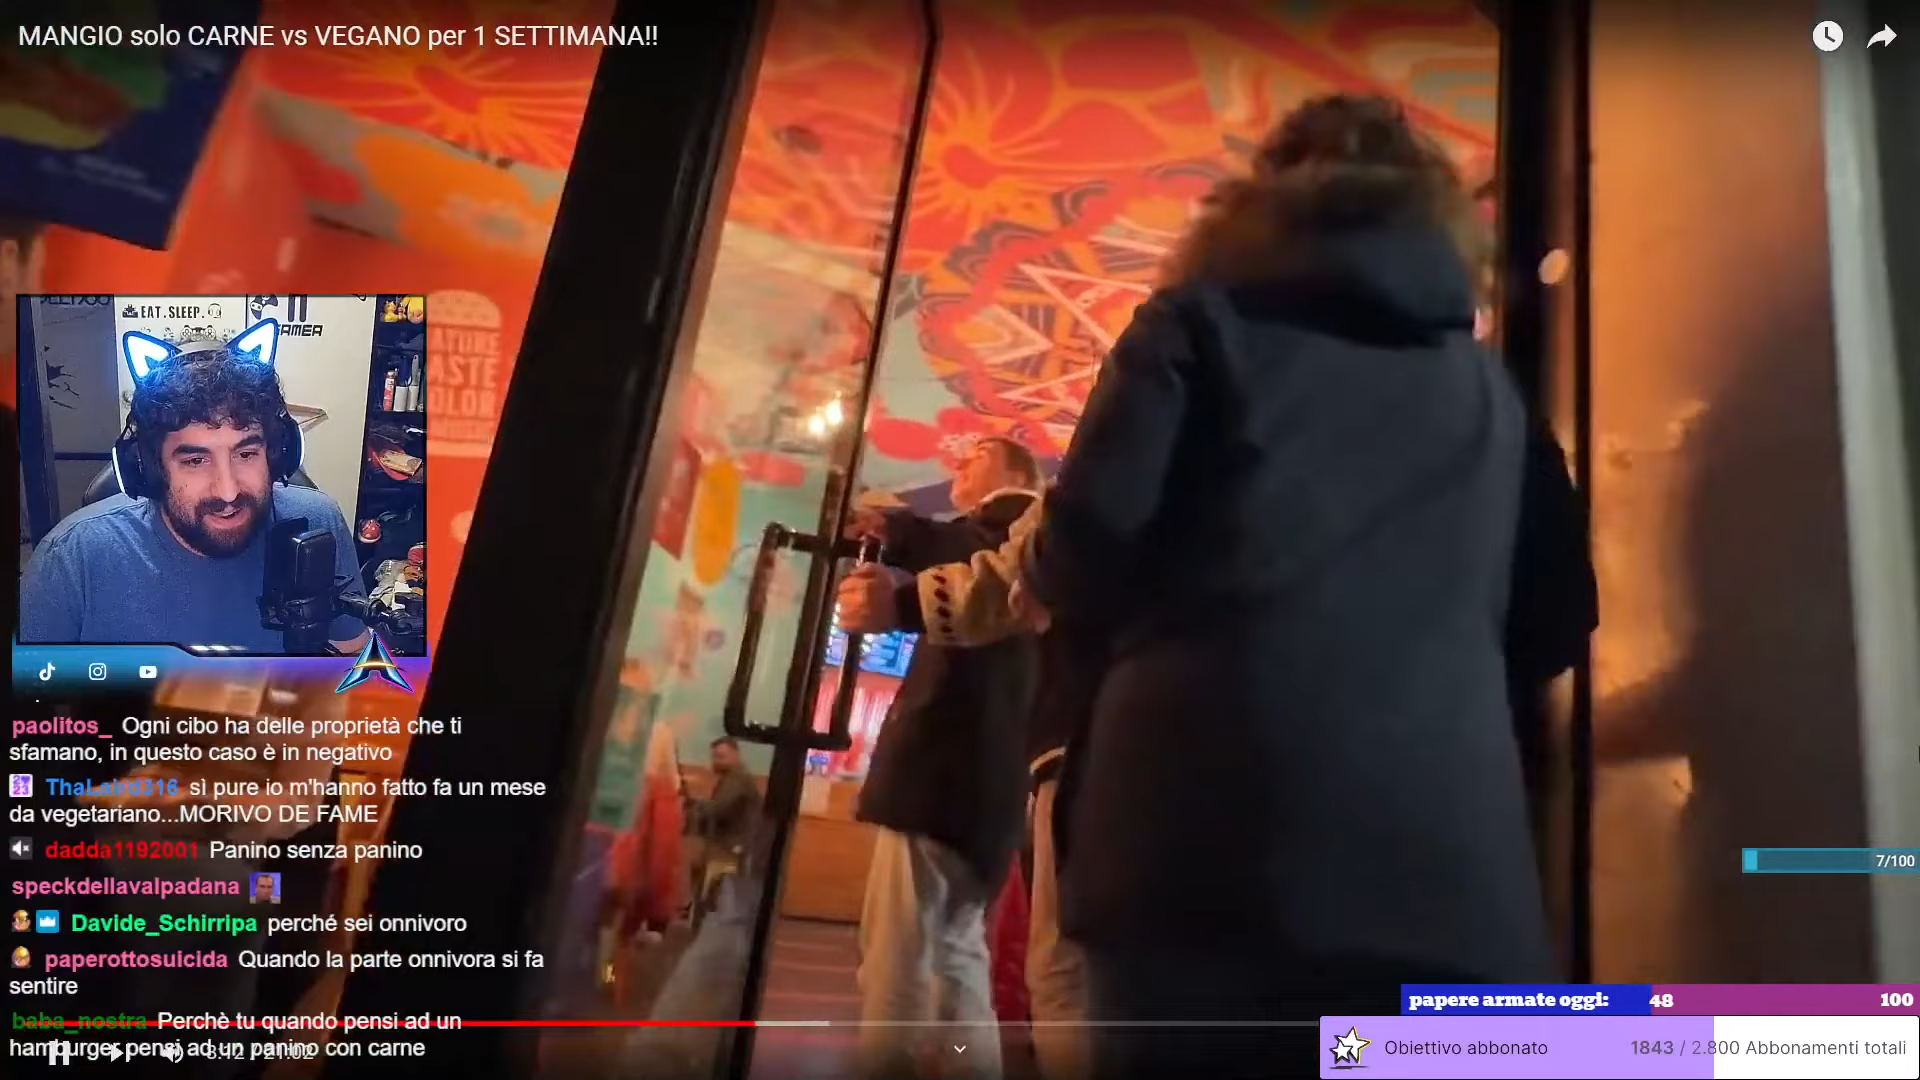 MANGIO solo CARNE vs VEGANO per 1 SETTIMANA!!
EAT.SLEEP.
GAMER
paolitos_ Ogni cibo ha delle proprietà che ti
sfamano, in questo caso è in negativo
ThaLaird316 sì pure io m'hanno fatto fa un mese
da vegetariano...MORIVO DE FAME
dadda1192001 Panino senza panino
speckdellavalpadana
Davide_Schirripa perché sei onnivoro
paperottosuicida Quando la parte onnivora si fa
sentire
baba_nostra Perchè tu quando pensi ad un
hamburger pensi ad un panino con carne
7/100
papere armate oggi: 48 100
Obiettivo abbonato 1843 / 2.800 Abbonamenti totali